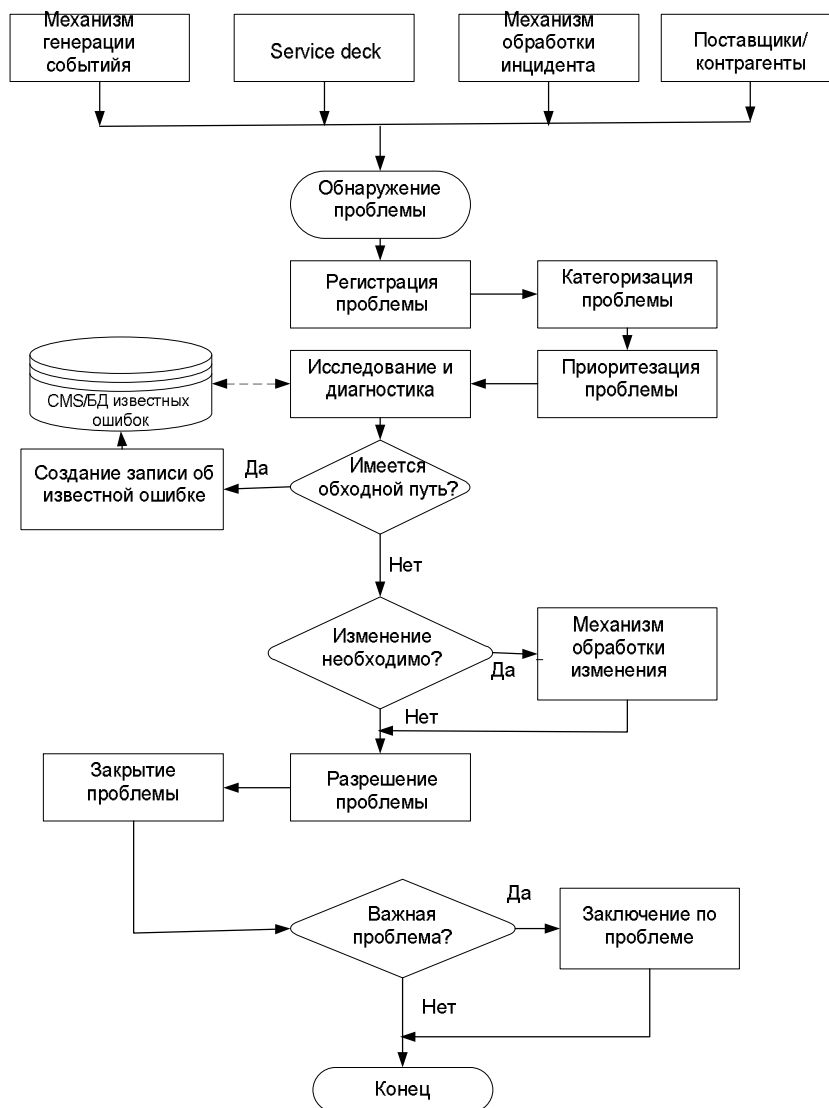 Механизм
генерации
событийя
Service deck
Механизм
обработки
инцидента
Поставщики/
контрагенты
Обнаружение
проблемы
Регистрация
проблемы
Категоризация
проблемы
Исследование и
диагностика
Приоритезация
проблемы
CMS/БД известных
ошибок
Создание записи об
известной ошибке
Да
Имеется
обходной путь?
Нет
Изменение
необходимо?
Да
Механизм
обработки
изменения
Нет
Закрытие
проблемы
Разрешение
проблемы
Важная
проблема?
Да
Заключение по
проблеме
Нет
Конец